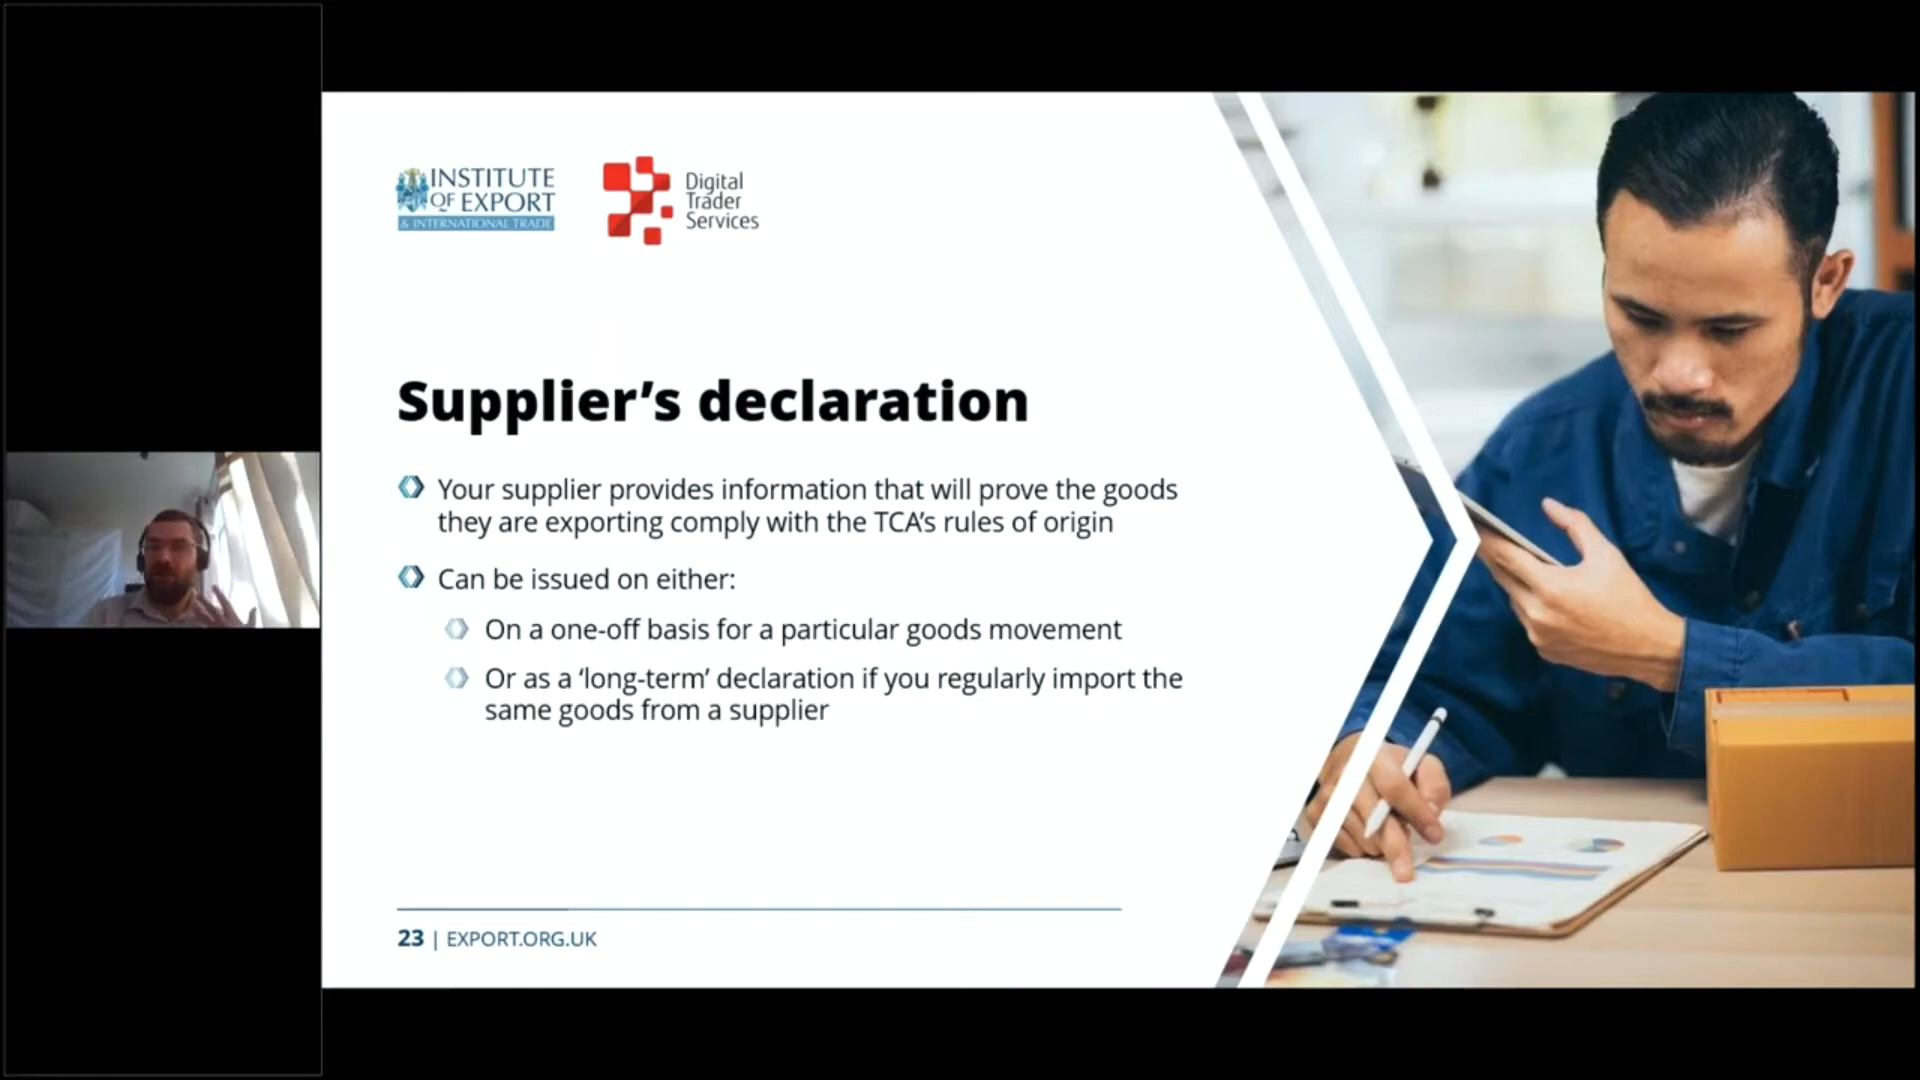 INSTITUTE
OF EXPORT
& INTERNATIONAL TRADE
Digital
Trader
Services
Supplier’s declaration
Your supplier provides information that will prove the goods
they are exporting comply with the TCA’s rules of origin
Can be issued on either:
On a one-off basis for a particular goods movement
Or as a ‘long-term’ declaration if you regularly import the
same goods from a supplier
23 | EXPORT.ORG.UK